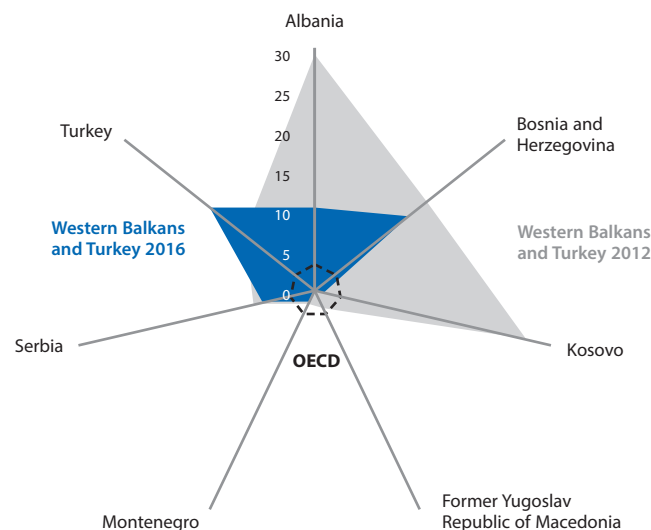 Albania
30
25
20
15
10
5
0
Turkey
Bosnia and
Herzegovina
Western Balkans
and Turkey 2016
Western Balkans
and Turkey 2012
Serbia
Kosovo
OECD
Montenegro
Former Yugoslav
Republic of Macedonia